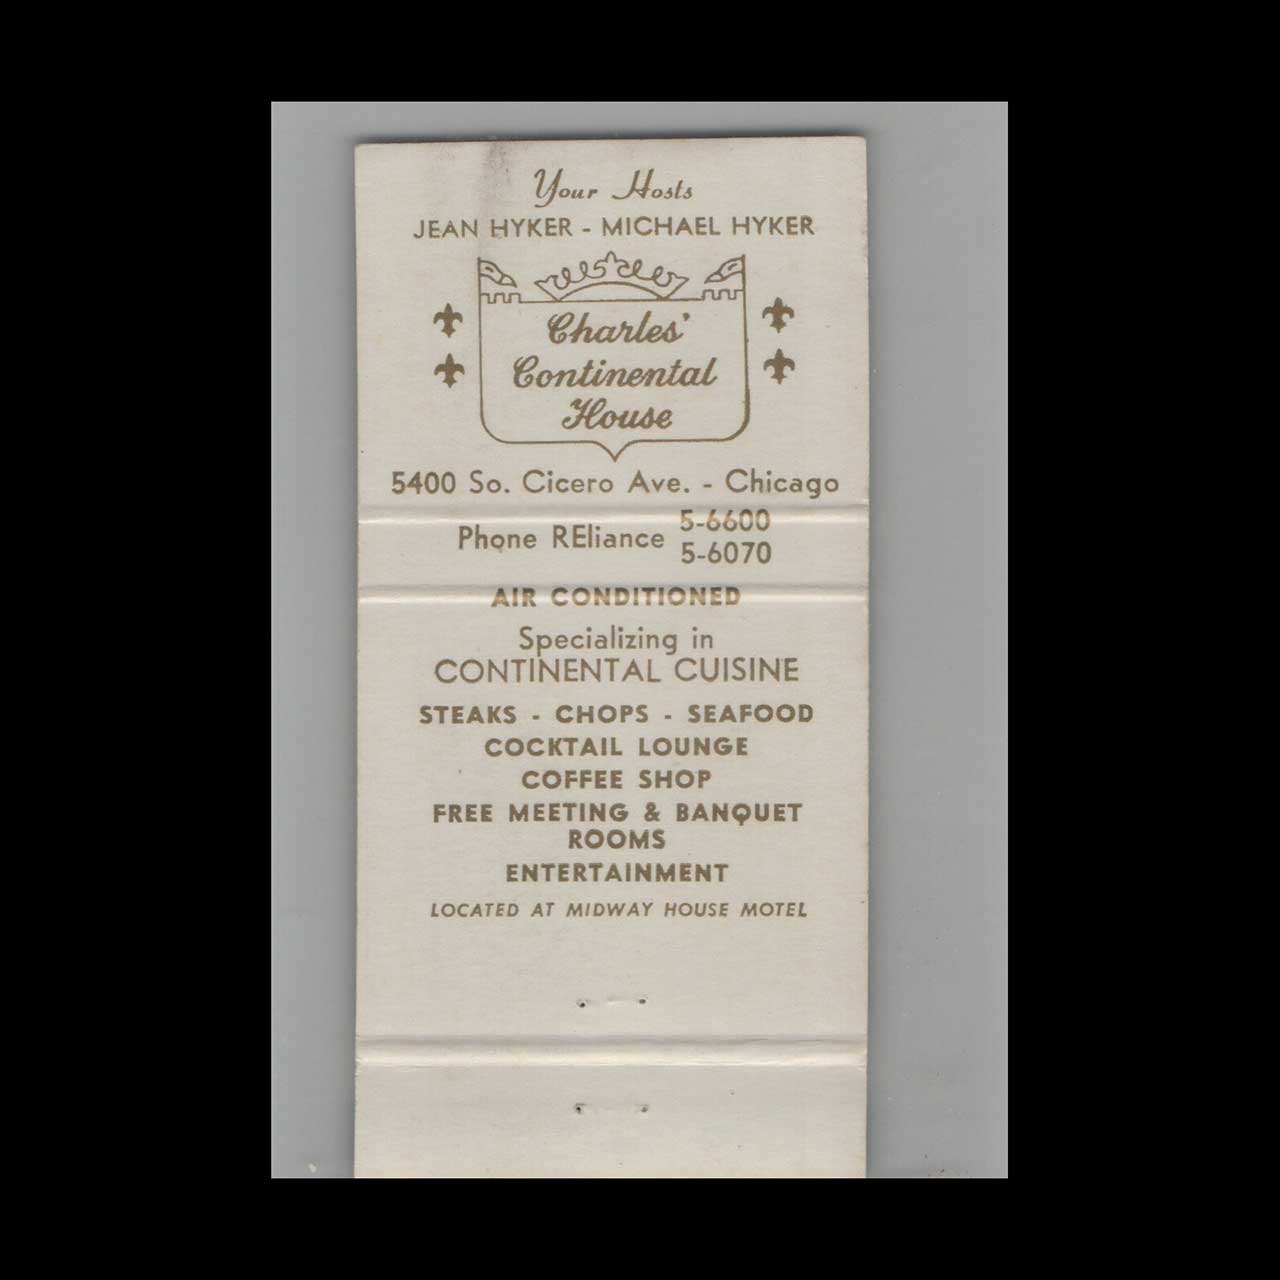 Your Hosts
JEAN HYKER - MICHAEL HYKER
Charles'
Continental
House
5400 So. Cicero Ave. - Chicago
Phone REliance 5-6600
5-6070
AIR CONDITIONED
Specializing in
CONTINENTAL CUISINE
STEAKS - CHOPS - SEAFOOD
COCKTAIL LOUNGE
COFFEE SHOP
FREE MEETING & BANQUET
ROOMS
ENTERTAINMENT
LOCATED AT MIDWAY HOUSE MOTEL